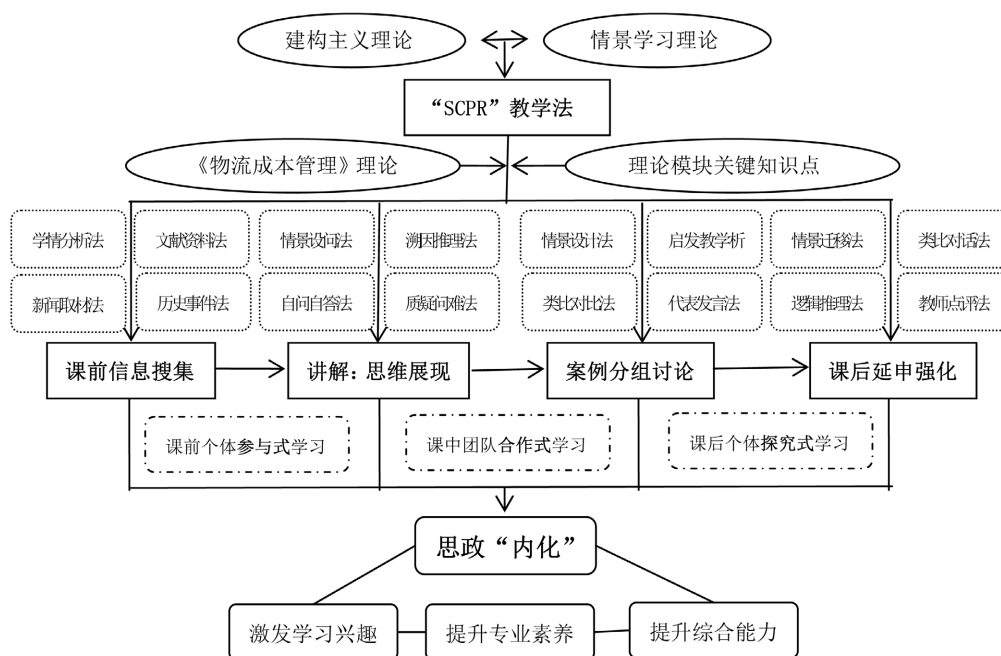 建构主义理论
情景学习理论
“SCPR”教学法
《物流成本管理》理论
理论模块关键知识点
学情分析法
文献资料法
情景设问法
溯因推理法
情景设计法
启发教学析
情景迁移法
类比对话法
新闻取材法
历史事件法
自问自答法
质疑问难法
类比对比法
代表发言法
逻辑推理法
教师点评法
课前信息搜集
讲解：思维展现
案例分组讨论
课后延申强化
课前个体参与式学习
课中团队合作式学习
课后个体探究式学习
思政“内化”
激发学习兴趣
提升专业素养
提升综合能力